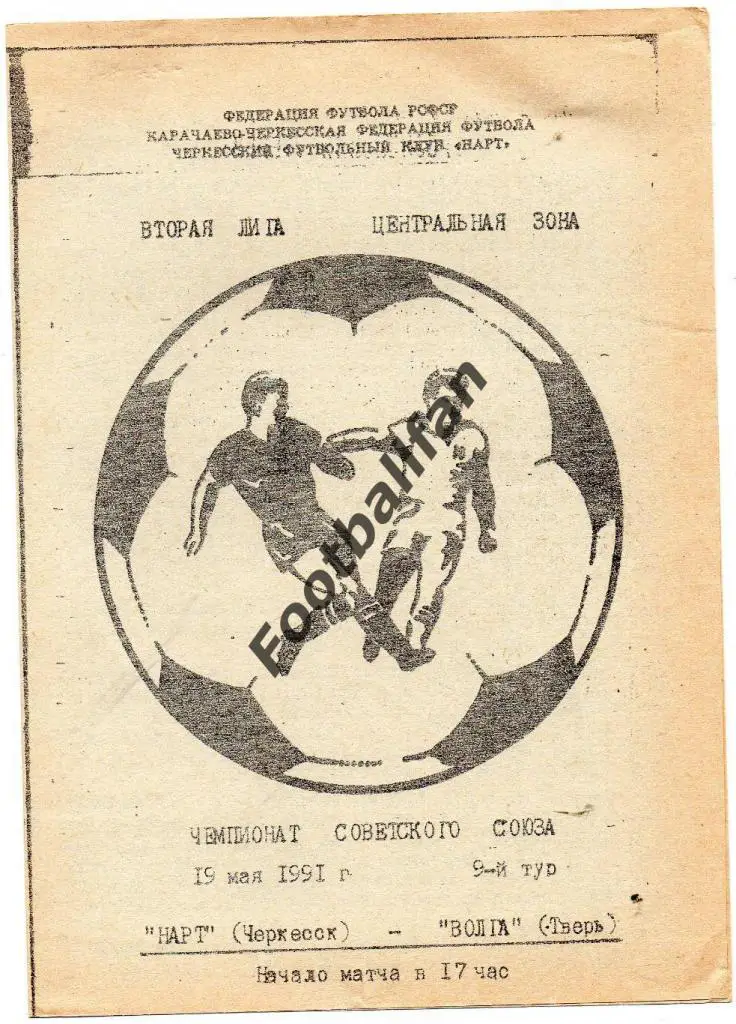 ФЕДЕРАЦИЯ ФУТБОЛА РСФСР
КАРАЧАЕВО-ЧЕРКЕССКАЯ ФЕДЕРАЦИЯ ФУТБОЛА
ЧЕРКЕССКИЙ ФУТБОЛЬНЫЙ КЛУБ «НАРТ»
ВТОРАЯ ЛИГА ЦЕНТРАЛЬНАЯ ЗОНА
Footballfan
ЧЕМПИОНАТ СОВЕТСКОГО СОЮЗА
19 мая 1991 г 9-й тур
"НАРТ" (Черкесск) - "ВОЛГА" (Тверь)
Начало матча в 17 час